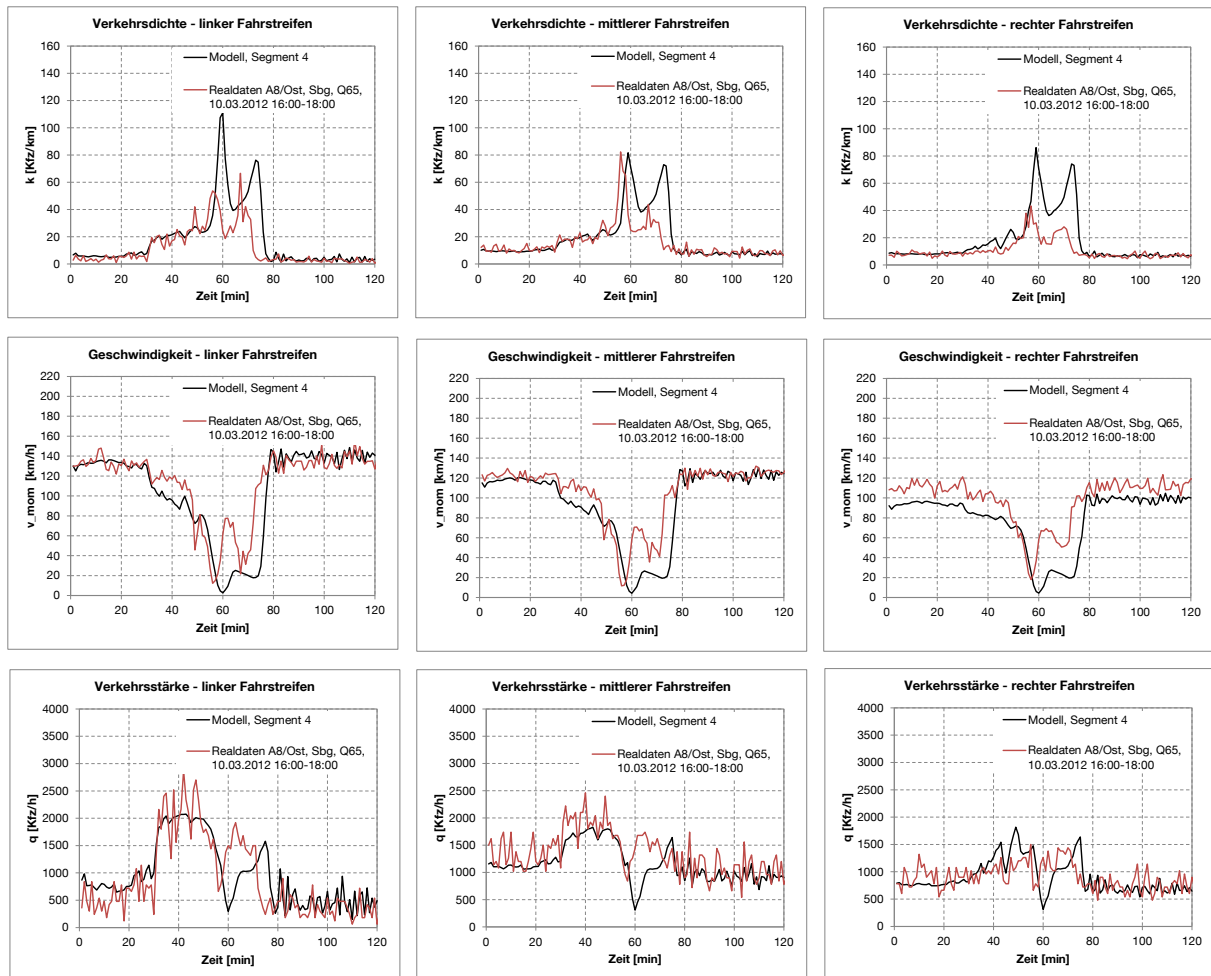 Verkehrsdichte - linker Fahrstreifen
160
140
120
100
80
60
40
20
0
k [Kfz/km]
Modell, Segment 4
Realdaten A8/Ost, Sbg, Q65,
10.03.2012 16:00-18:00
0 20 40 60 80 100 120
Zeit [min]
Verkehrsdichte - mittlerer Fahrstreifen
160
140
120
100
80
60
40
20
0
k [Kfz/km]
Modell, Segment 4
Realdaten A8/Ost, Sbg, Q65,
10.03.2012 16:00-18:00
0 20 40 60 80 100 120
Zeit [min]
Verkehrsdichte - rechter Fahrstreifen
160
140
120
100
80
60
40
20
0
k [Kfz/km]
Modell, Segment 4
Realdaten A8/Ost, Sbg, Q65,
10.03.2012 16:00-18:00
0 20 40 60 80 100 120
Zeit [min]
Geschwindigkeit - linker Fahrstreifen
220
200
180
160
140
120
100
80
60
40
20
0
v_mom [km/h]
Modell, Segment 4
Realdaten A8/Ost, Sbg, Q65,
10.03.2012 16:00-18:00
0 20 40 60 80 100 120
Zeit [min]
Geschwindigkeit - mittlerer Fahrstreifen
220
200
180
160
140
120
100
80
60
40
20
0
v_mom [km/h]
Modell, Segment 4
Realdaten A8/Ost, Sbg, Q65,
10.03.2012 16:00-18:00
0 20 40 60 80 100 120
Zeit [min]
Geschwindigkeit - rechter Fahrstreifen
220
200
180
160
140
120
100
80
60
40
20
0
v_mom [km/h]
Modell, Segment 4
Realdaten A8/Ost, Sbg, Q65,
10.03.2012 16:00-18:00
0 20 40 60 80 100 120
Zeit [min]
Verkehrsstärke - linker Fahrstreifen
4000
3500
3000
2500
2000
1500
1000
500
0
q [Kfz/h]
Modell, Segment 4
Realdaten A8/Ost, Sbg, Q65,
10.03.2012 16:00-18:00
0 20 40 60 80 100 120
Zeit [min]
Verkehrsstärke - mittlerer Fahrstreifen
4000
3500
3000
2500
2000
1500
1000
500
0
q [Kfz/h]
Modell, Segment 4
Realdaten A8/Ost, Sbg, Q65,
10.03.2012 16:00-18:00
0 20 40 60 80 100 120
Zeit [min]
Verkehrsstärke - rechter Fahrstreifen
4000
3500
3000
2500
2000
1500
1000
500
0
q [Kfz/h]
Modell, Segment 4
Realdaten A8/Ost, Sbg, Q65,
10.03.2012 16:00-18:00
0 20 40 60 80 100 120
Zeit [min]